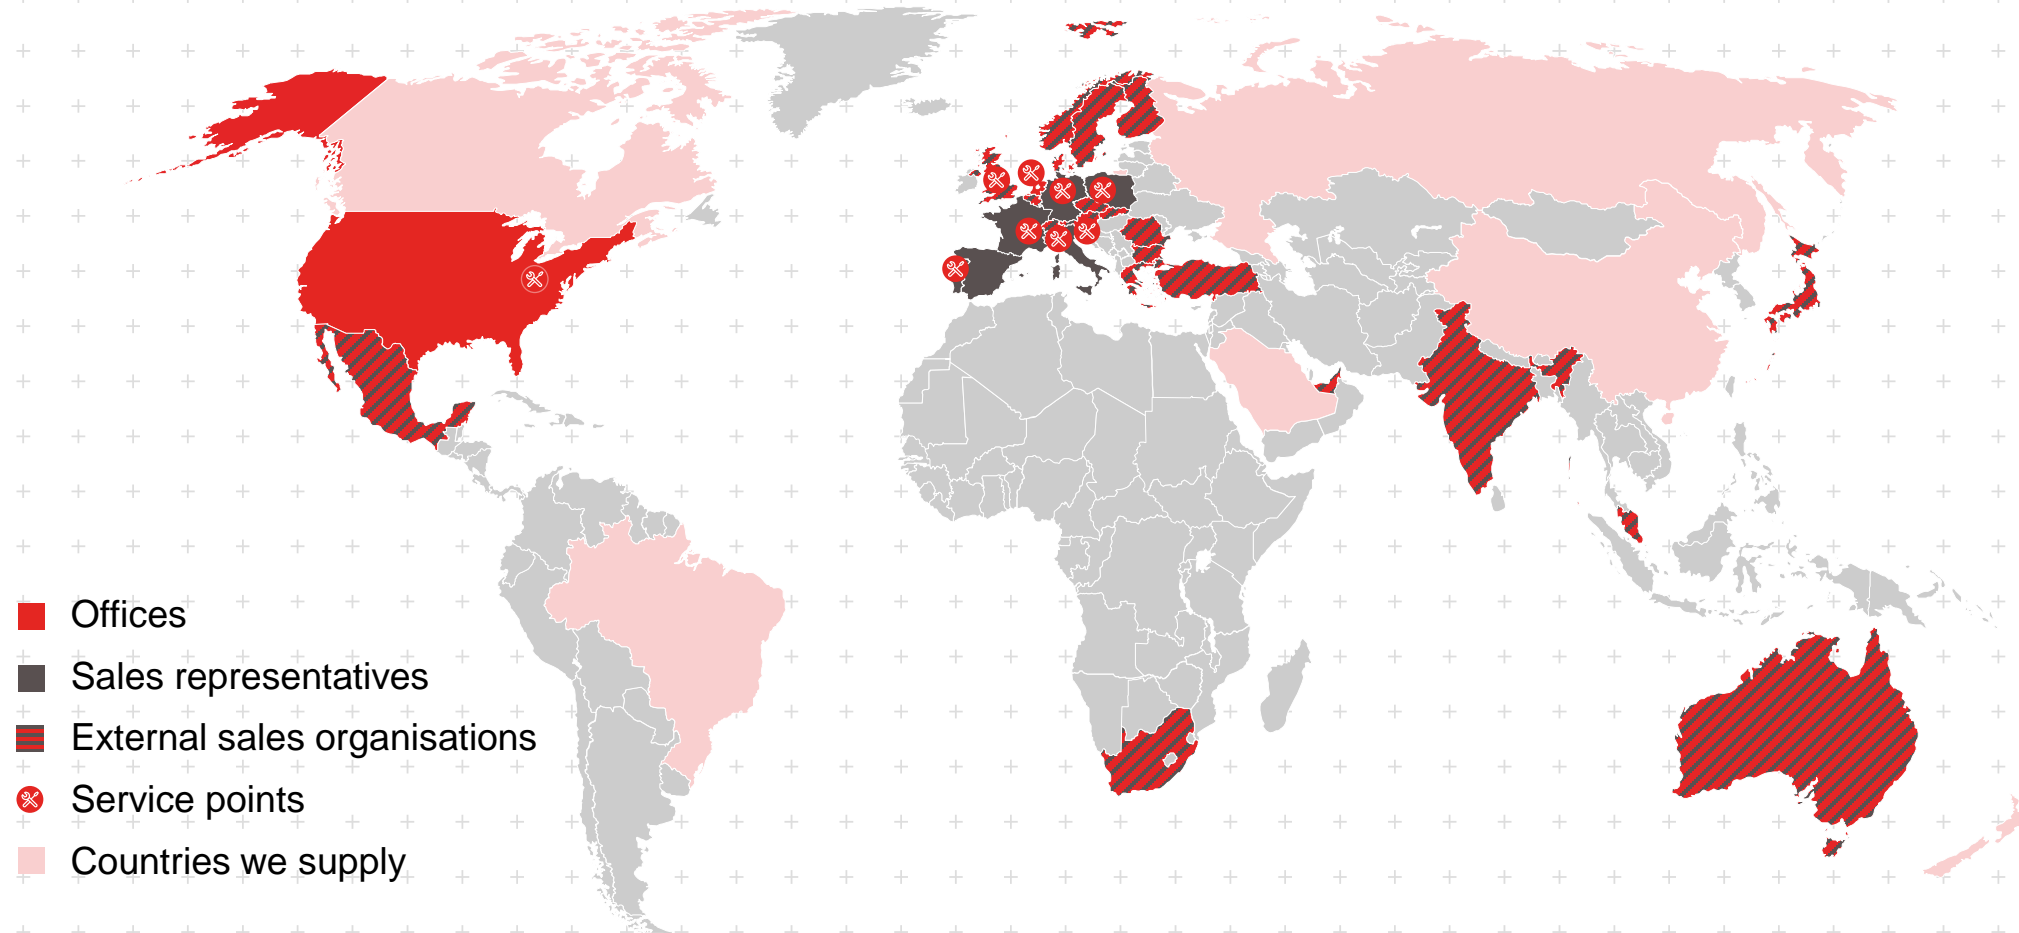 Offices
Sales representatives
External sales organisations
Service points
Countries we supply